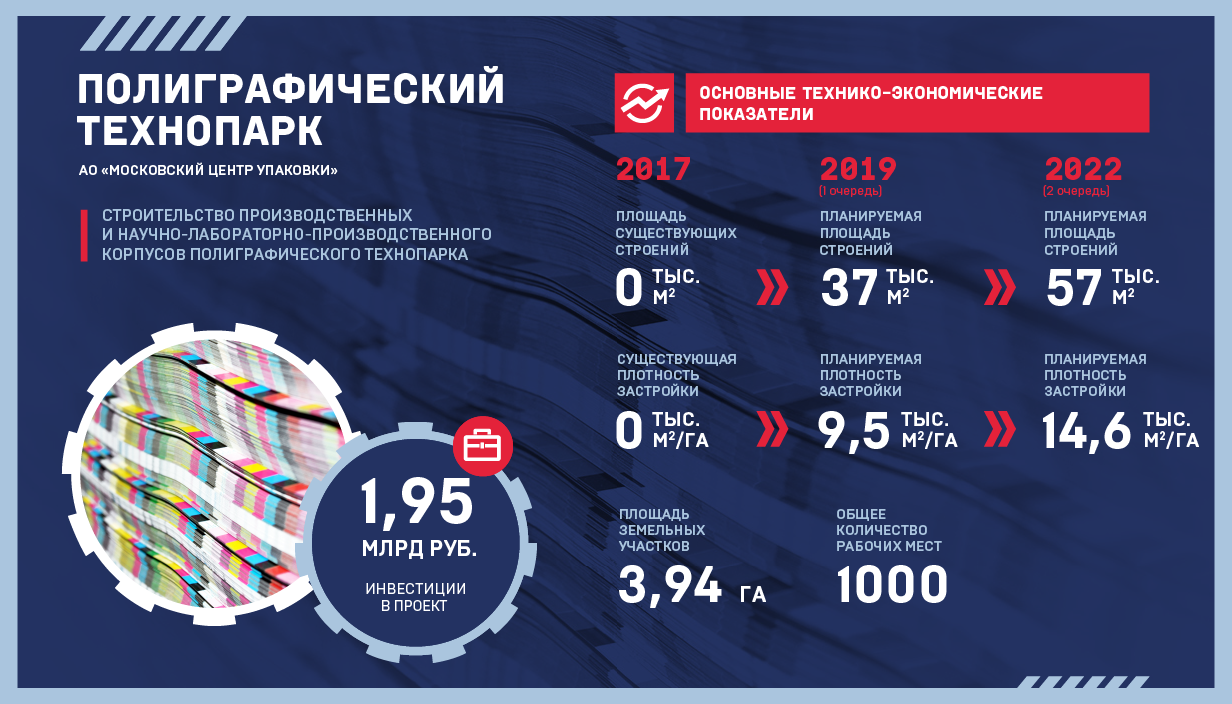 ПОЛИГРАФИЧЕСКИЙ
ТЕХНОПАРК
АО «МОСКОВСКИЙ ЦЕНТР УПАКОВКИ»
СТРОИТЕЛЬСТВО ПРОИЗВОДСТВЕННЫХ
И НАУЧНО-ЛАБОРАТОРНО-ПРОИЗВОДСТВЕННОГО
КОРПУСОВ ПОЛИГРАФИЧЕСКОГО ТЕХНОПАРКА
1,95
МЛРД РУБ.
ИНВЕСТИЦИИ
В ПРОЕКТ
ОСНОВНЫЕ ТЕХНИКО-ЭКОНОМИЧЕСКИЕ
ПОКАЗАТЕЛИ
2017
2019
(1 очередь)
2022
(2 очередь)
ПЛОЩАДЬ
СУЩЕСТВУЮЩИХ
СТРОЕНИЙ
0 ТЫС.
М²
ПЛАНИРУЕМАЯ
ПЛОЩАДЬ
СТРОЕНИЙ
37 ТЫС.
М²
ПЛАНИРУЕМАЯ
ПЛОЩАДЬ
СТРОЕНИЙ
57 ТЫС.
М²
СУЩЕСТВУЮЩАЯ
ПЛОТНОСТЬ
ЗАСТРОЙКИ
0 ТЫС.
М²/ГА
ПЛАНИРУЕМАЯ
ПЛОТНОСТЬ
ЗАСТРОЙКИ
9,5 ТЫС.
М²/ГА
ПЛАНИРУЕМАЯ
ПЛОТНОСТЬ
ЗАСТРОЙКИ
14,6 ТЫС.
М²/ГА
ПЛОЩАДЬ
ЗЕМЕЛЬНЫХ
УЧАСТКОВ
3,94 ГА
ОБЩЕЕ
КОЛИЧЕСТВО
РАБОЧИХ МЕСТ
1000